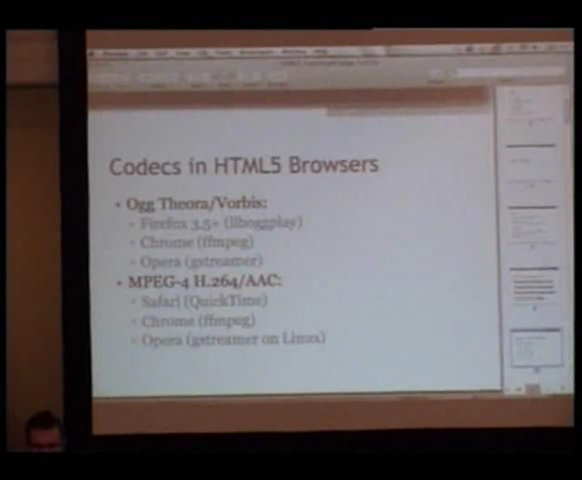 Codecs in HTML5 Browsers
Ogg Theora/Vorbis:
Firefox 3.5+ (liboggplay)
Chrome (ffmpeg)
Opera (gstreamer)
MPEG-4 H.264/AAC:
Safari (QuickTime)
Chrome (ffmpeg)
Opera (gstreamer on Linux)